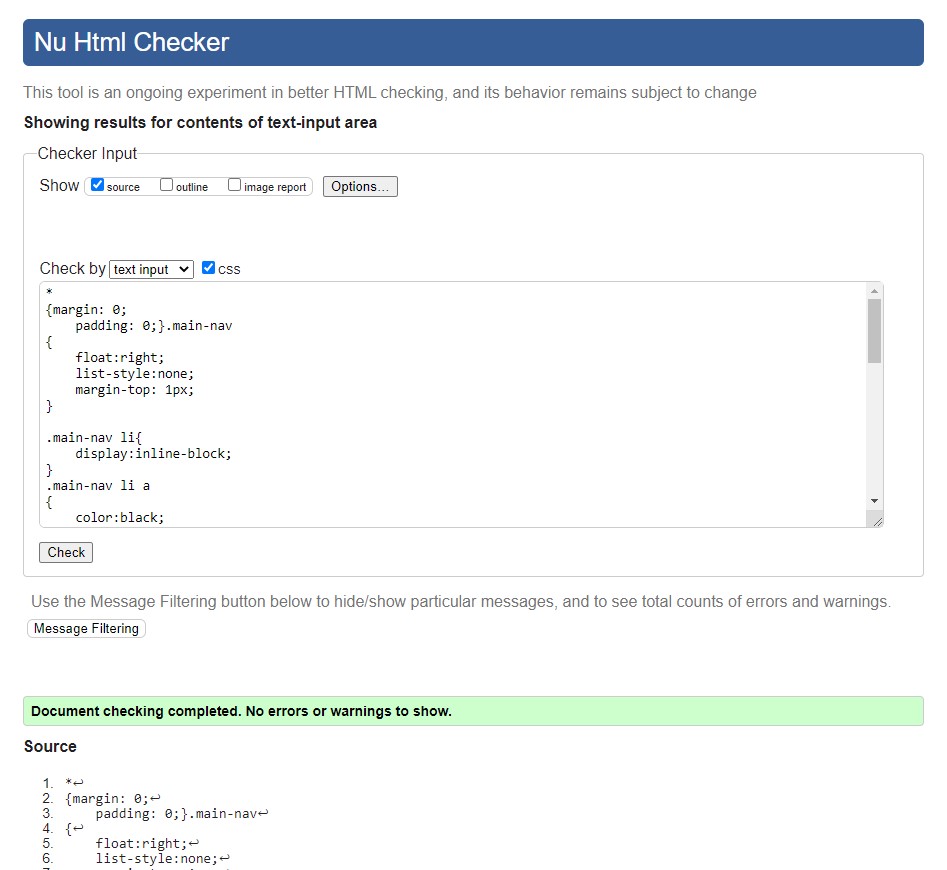 Nu Html Checker
This tool is an ongoing experiment in better HTML checking, and its behavior remains subject to change
Showing results for contents of text-input area
Checker Input
Show source outline image report Options...
Check by text input css
*
{margin: 0;
    padding: 0;}.main-nav
{
    float:right;
    list-style:none;
    margin-top: 1px;
}
.main-nav li{
    display:inline-block;
}
.main-nav li a
{
    color:black;
Check
Use the Message Filtering button below to hide/show particular messages, and to see total counts of errors and warnings.
Message Filtering
Document checking completed. No errors or warnings to show.
Source
1. *↩
2. {margin: 0;↩
3.     padding: 0;}.main-nav↩
4. {↩
5.     float:right;↩
6.     list-style:none;↩